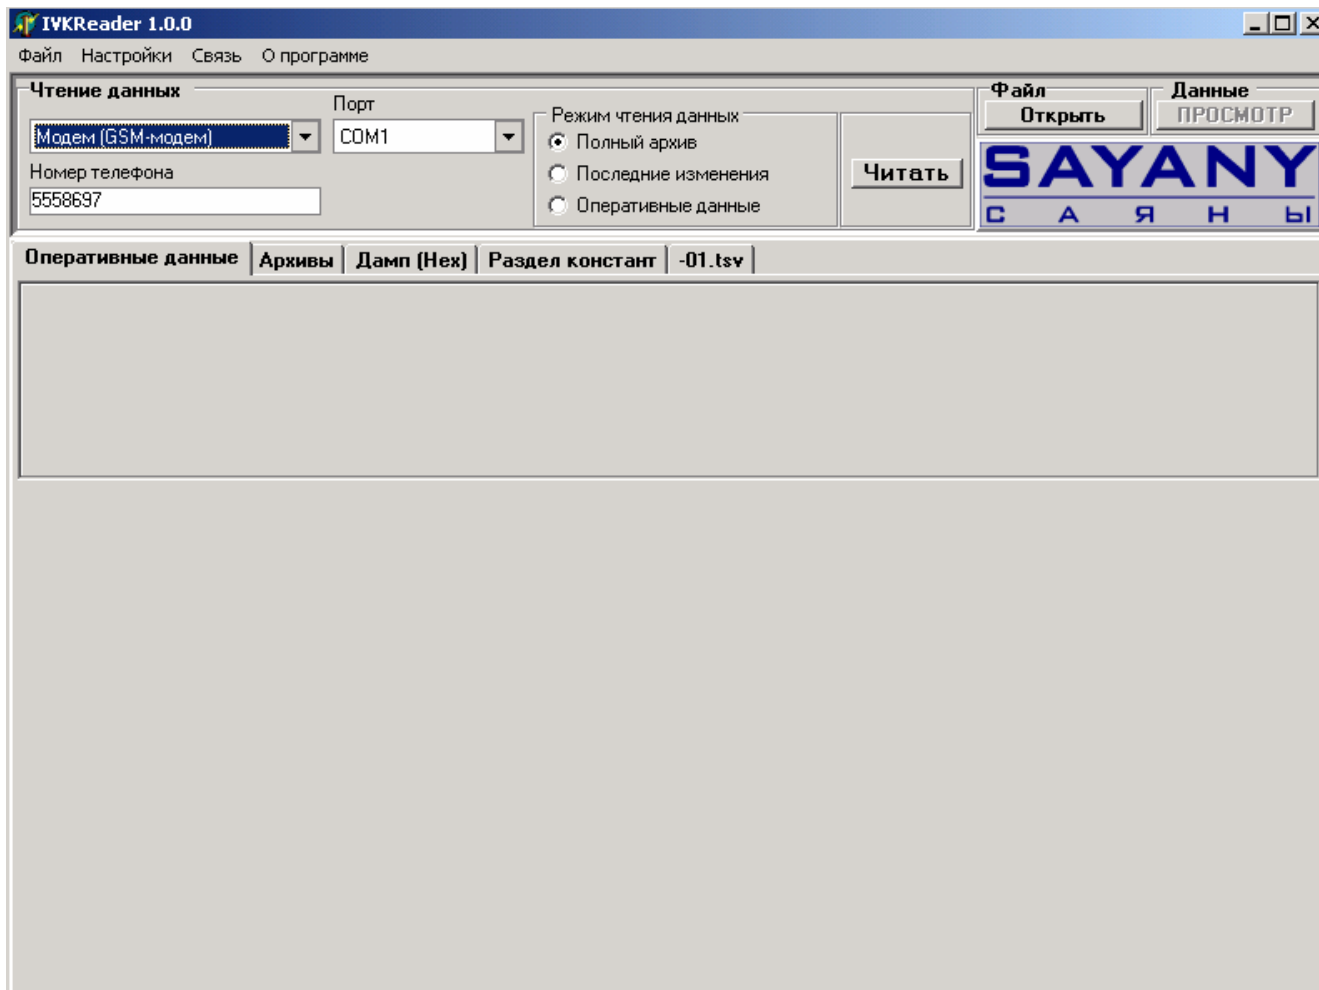 IVKReader 1.0.0
Файл Настройки Связь О программе
Чтение данных
Модем (GSM-модем)
Порт
COM1
Номер телефона
5558697
Режим чтения данных
Полный архив
Последние изменения
Оперативные данные
Читать
Файл
Открыть
Данные
ПРОСМОТР
SAYANY
САЯНЫ
Оперативные данные Архивы Дамп (Hex) Раздел констант -01.tsv